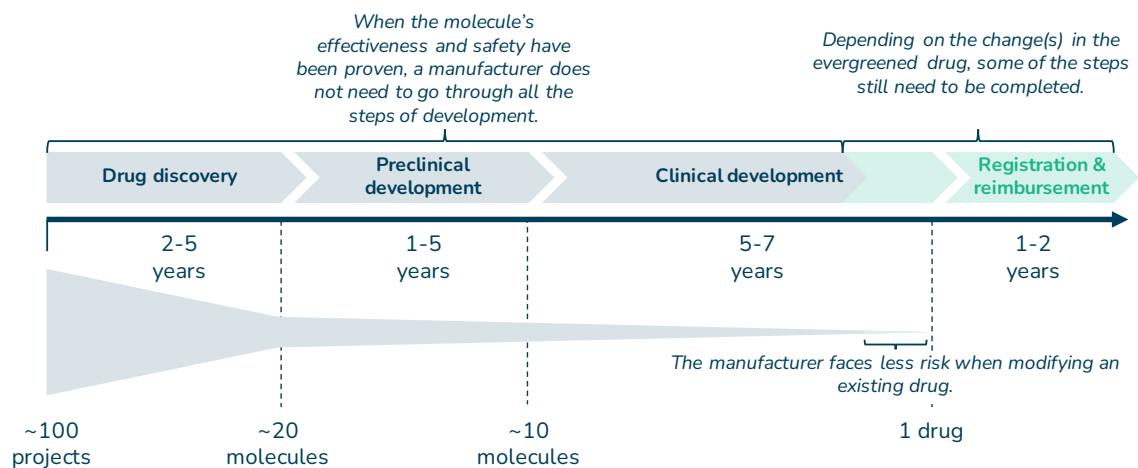 When the molecule's
effectiveness and safety have
been proven, a manufacturer does
not need to go through all the
steps of development.
Depending on the change(s) in the
evergreened drug, some of the steps
still need to be completed.
Drug discovery
Preclinical
development
Clinical development
Registration &
reimbursement
2-5
years
1-5
years
5-7
years
1-2
years
The manufacturer faces less risk when modifying an
existing drug.
~100
projects
~20
molecules
~10
molecules
1 drug